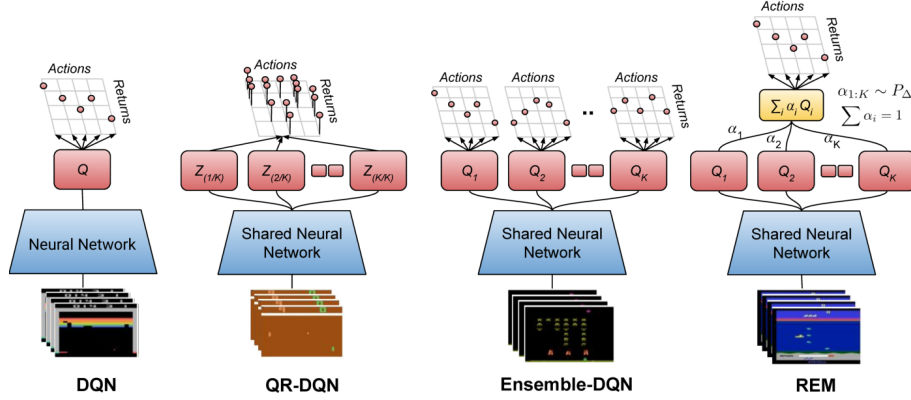 Actions
Returns
Q
Neural Network
DQN
Actions
Returns
Z(1/K)
Z(2/K)
Z(K/K)
Shared Neural
Network
QR-DQN
Actions
Actions
Actions
Returns
..
Q1
Q2
QK
Shared Neural
Network
Ensemble-DQN
Actions
Returns
∑i αi Qi
α1:K ∼ PΔ
∑ αi = 1
α1
α2
αK
Q1
Q2
QK
Shared Neural
Network
REM